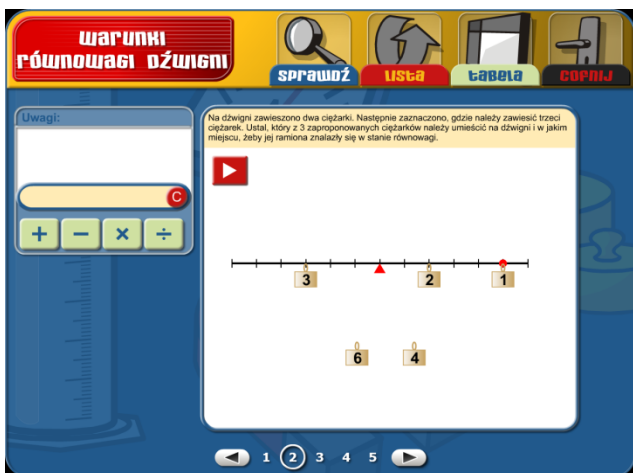 warunki
równowagi dźwigni
sprawdź
lista
tabela
cofnij
Uwagi:
Na dźwigni zawieszono dwa ciężarki. Następnie zaznaczono, gdzie należy zawiesić trzeci
ciężarek. Ustal, który z 3 zaproponowanych ciężarków należy umieścić na dźwigni i w jakim
miejscu, żeby jej ramiona znalazły się w stanie równowagi.
C
+ − × ÷
3 2 1
6 4
1 2 3 4 5